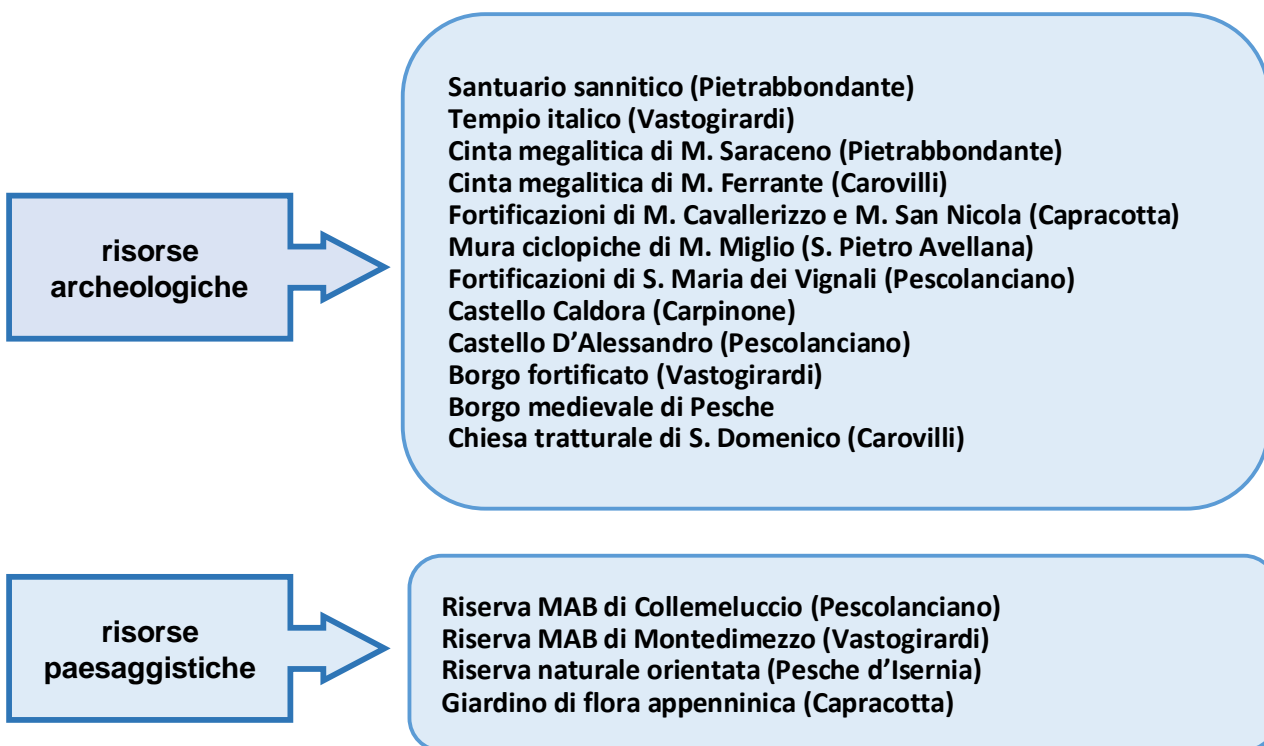 risorse
archeologiche
Santuario sannitico (Pietrabbondante)
Tempio italico (Vastogirardi)
Cinta megalitica di M. Saraceno (Pietrabbondante)
Cinta megalitica di M. Ferrante (Carovilli)
Fortificazioni di M. Cavallerizzo e M. San Nicola (Capracotta)
Mura ciclopiche di M. Miglio (S. Pietro Avellana)
Fortificazioni di S. Maria dei Vignali (Pescolanciano)
Castello Caldora (Carpinone)
Castello D’Alessandro (Pescolanciano)
Borgo fortificato (Vastogirardi)
Borgo medievale di Pesche
Chiesa tratturale di S. Domenico (Carovilli)
risorse
paesaggistiche
Riserva MAB di Collemeluccio (Pescolanciano)
Riserva MAB di Montedimezzo (Vastogirardi)
Riserva naturale orientata (Pesche d’Isernia)
Giardino di flora appenninica (Capracotta)